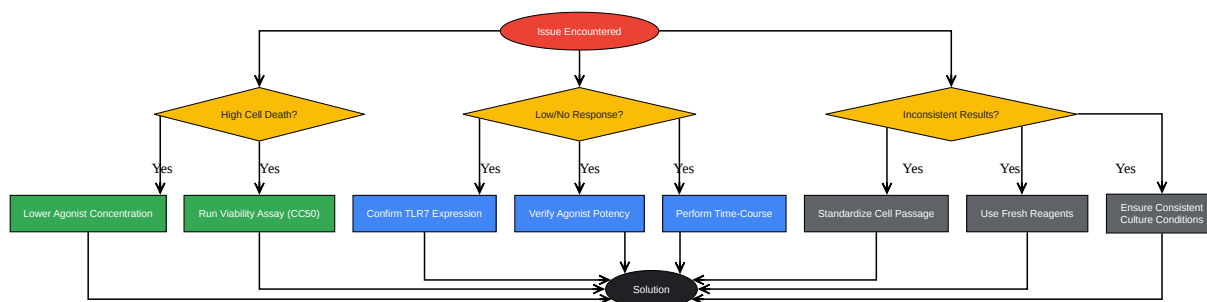 Issue Encountered
High Cell Death?
Low/No Response?
Inconsistent Results?
Yes
Yes
Yes
Yes
Yes
Yes
Yes
Yes
Lower Agonist Concentration
Run Viability Assay (CC50)
Confirm TLR7 Expression
Verify Agonist Potency
Perform Time-Course
Standardize Cell Passage
Use Fresh Reagents
Ensure Consistent
Culture Conditions
Solution